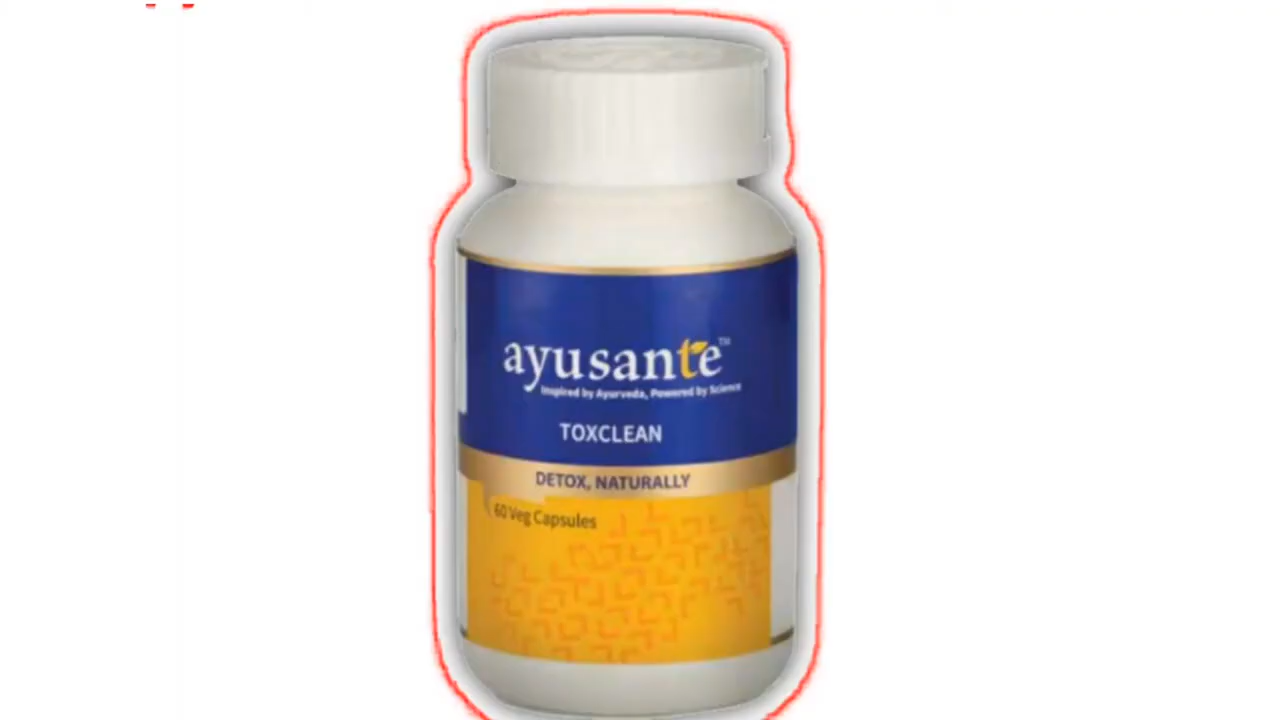 ayusante™
Inspired by Ayurveda, Powered by Science
TOXCLEAN
DETOX, NATURALLY
60 Veg Capsules